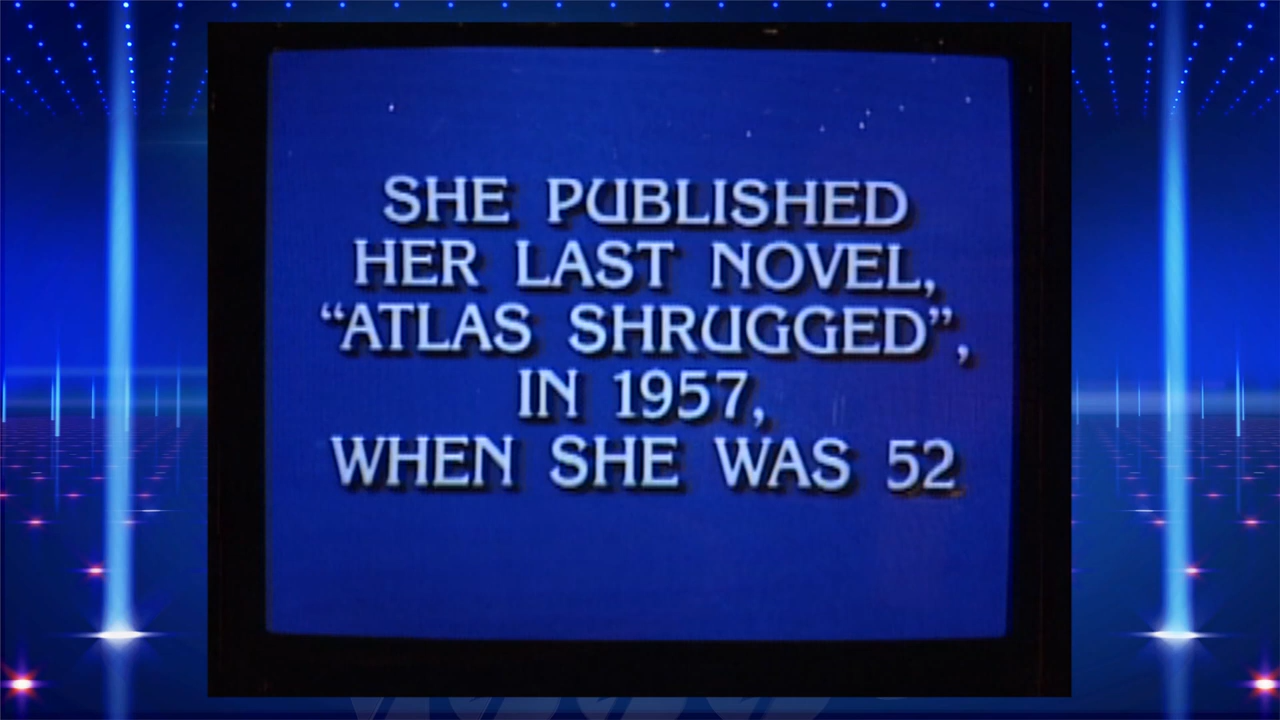 SHE PUBLISHED
HER LAST NOVEL,
“ATLAS SHRUGGED”,
IN 1957,
WHEN SHE WAS 52